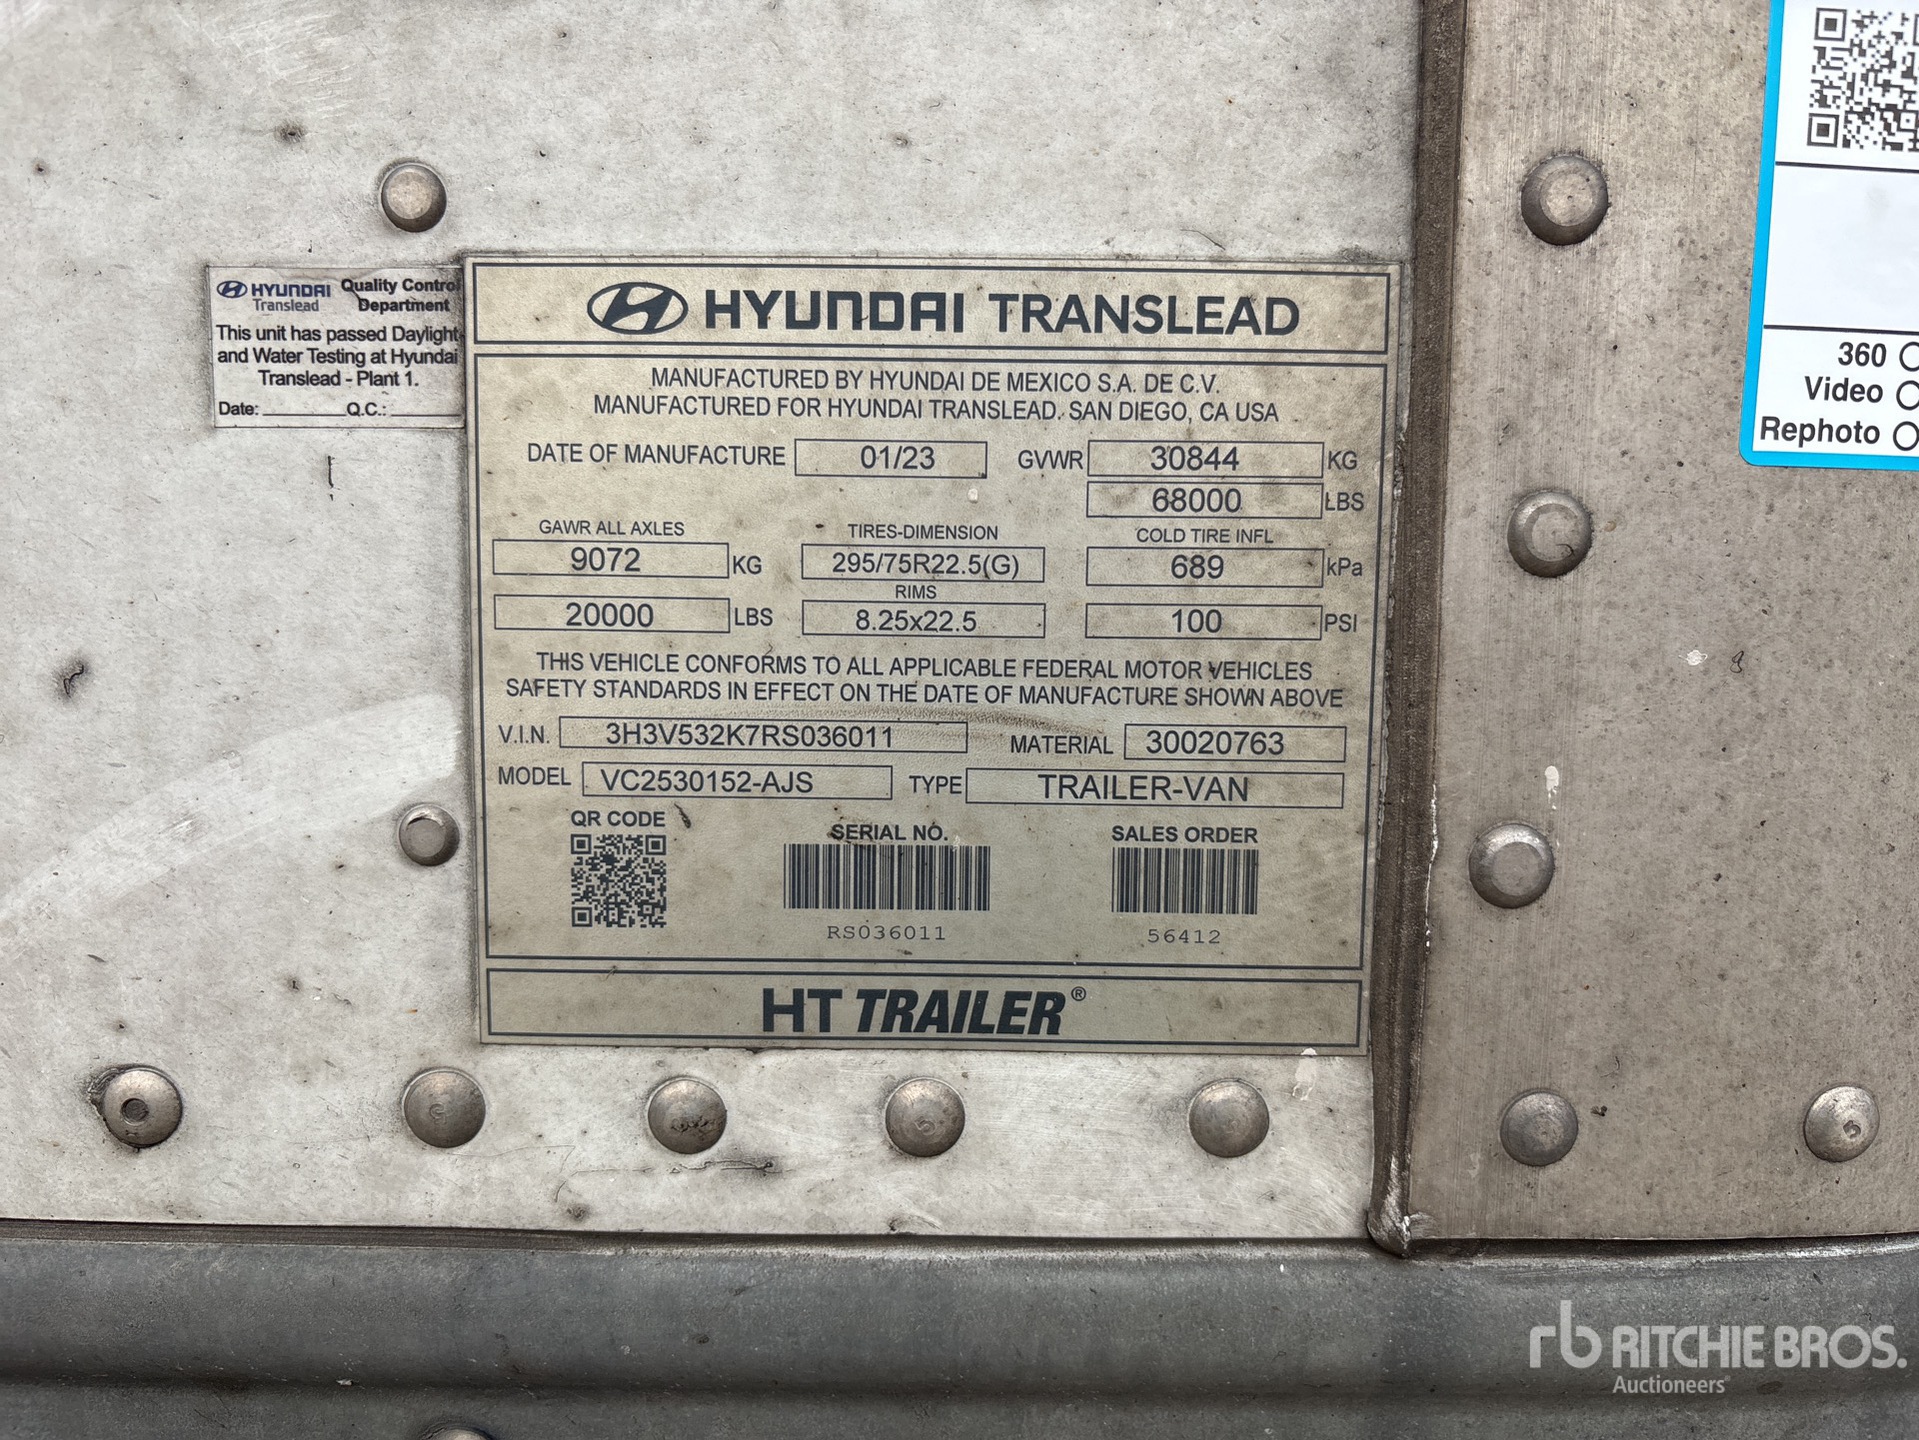 HYUNDAI Translead Quality Control Department
This unit has passed Daylight
and Water Testing at Hyundai
Translead - Plant 1.
Date: Q.C.:
HYUNDAI TRANSLEAD
MANUFACTURED BY HYUNDAI DE MEXICO S.A. DE C.V.
MANUFACTURED FOR HYUNDAI TRANSLEAD. SAN DIEGO, CA USA
DATE OF MANUFACTURE 01/23 GVWR 30844 KG
68000 LBS
GAWR ALL AXLES TIRES-DIMENSION COLD TIRE INFL
9072 KG 295/75R22.5(G) 689 kPa
RIMS
20000 LBS 8.25x22.5 100 PSI
THIS VEHICLE CONFORMS TO ALL APPLICABLE FEDERAL MOTOR VEHICLES
SAFETY STANDARDS IN EFFECT ON THE DATE OF MANUFACTURE SHOWN ABOVE
V.I.N. 3H3V532K7RS036011 MATERIAL 30020763
MODEL VC2530152-AJS TYPE TRAILER-VAN
QR CODE SERIAL NO. SALES ORDER
RS036011 56412
HT TRAILER®
360
Video
Rephoto
rb RITCHIE BROS.
Auctioneers